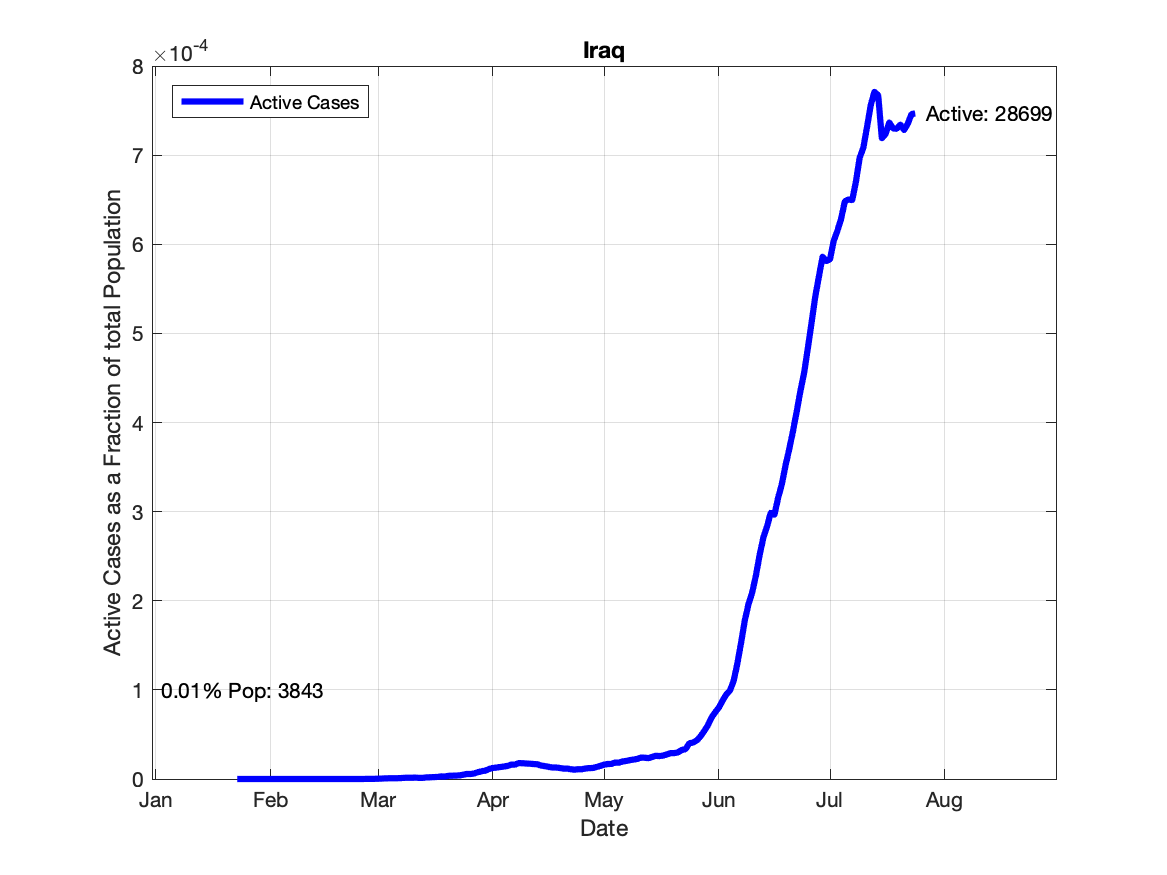 Iraq
×10-4
8
7
6
5
4
3
2
1
0
Active Cases
Active: 28699
0.01% Pop: 3843
Active Cases as a Fraction of total Population
Jan Feb Mar Apr May Jun Jul Aug
Date